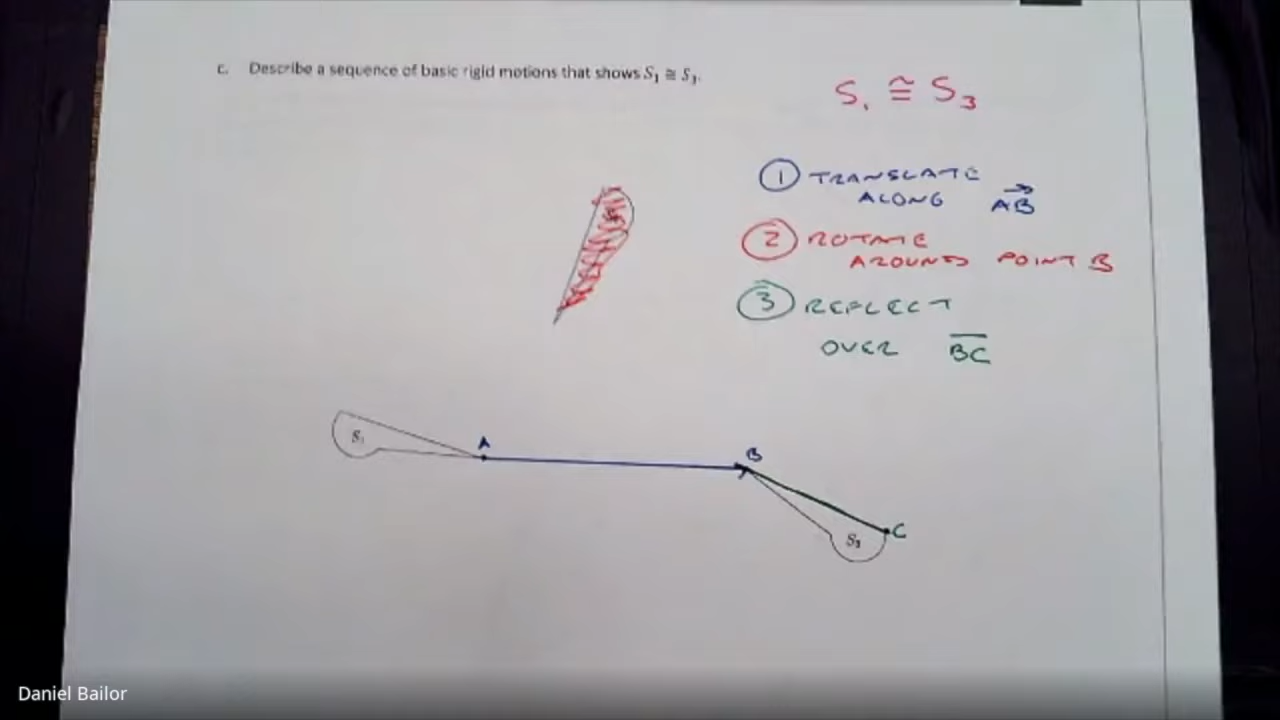 c. Describe a sequence of basic rigid motions that shows S₁ ≅ S₃.
S₁ ≅ S₃
① TRANSLATE
ALONG AB
② ROTATE
AROUND POINT B
③ REFLECT
OVER BC
S₁
A
B
S₃
C
Daniel Bailor